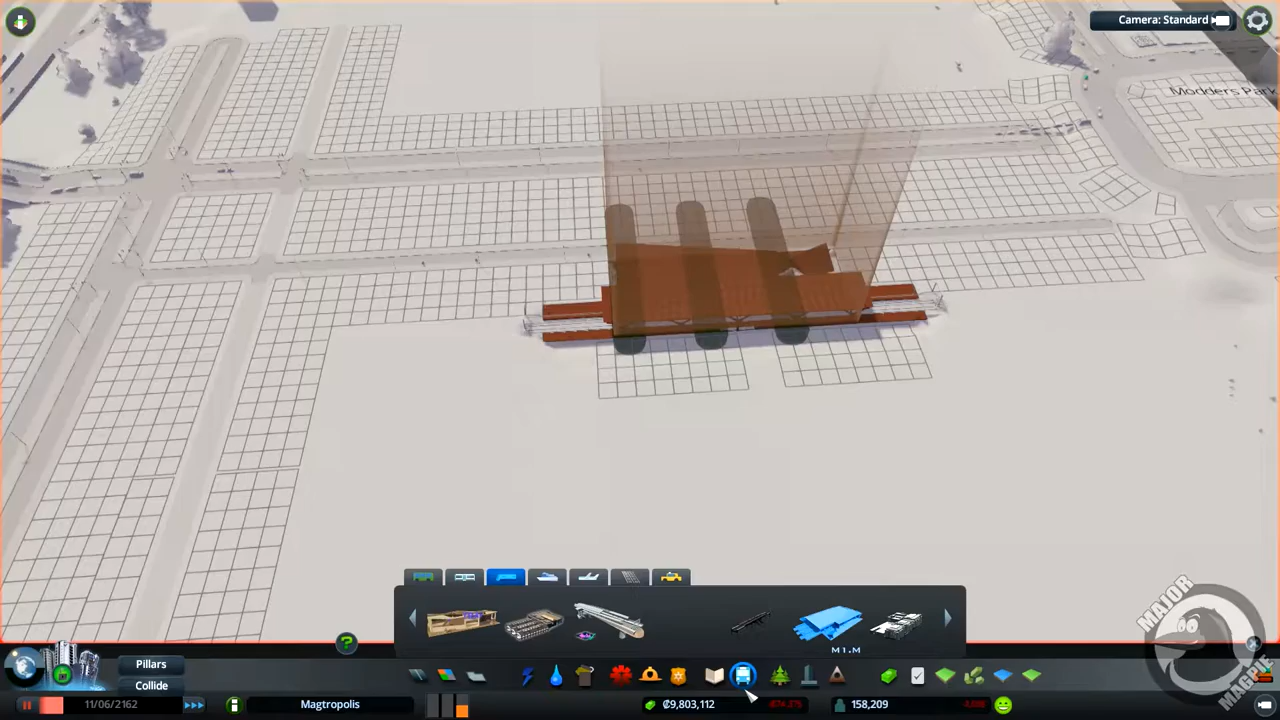 Camera: Standard
Modders Park
?
M1.M
Pillars
Collide
11/06/2162
Magtropolis
₡9,803,112
158,209
MAJOR
MAGPIE